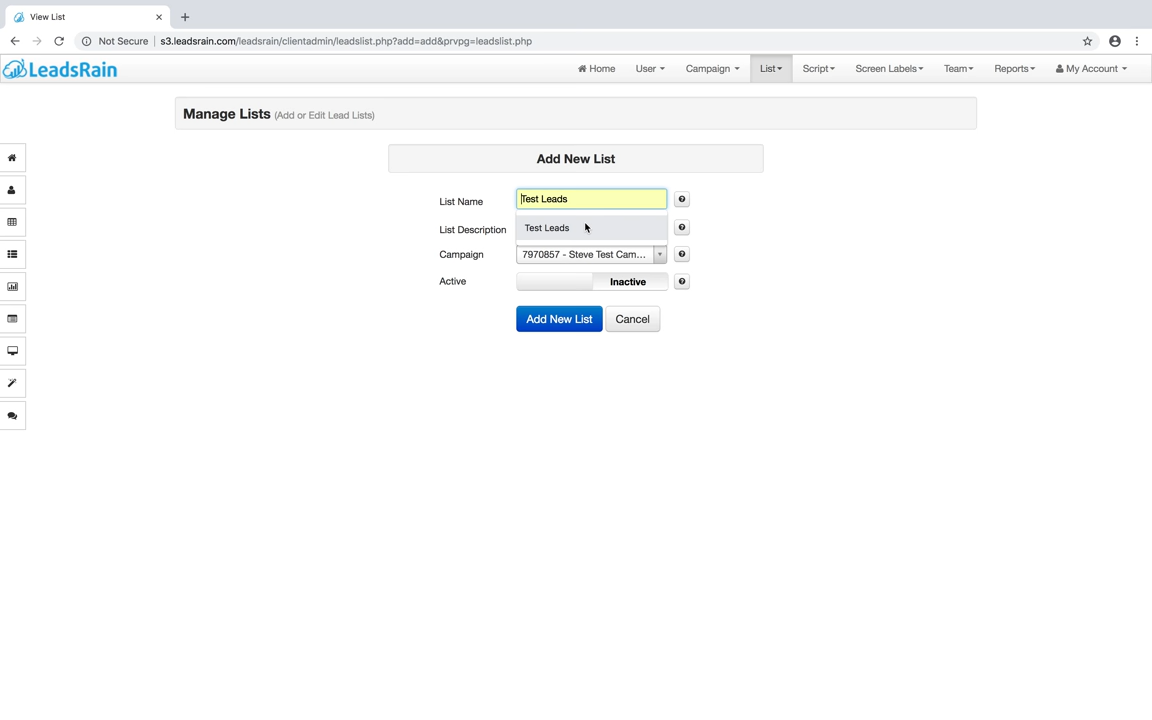 View List
Not Secure | s3.leadsrain.com/leadsrain/clientadmin/leadslist.php?add=add&prvpg=leadslist.php
LeadsRain
Home User Campaign List Script Screen Labels Team Reports My Account
Manage Lists (Add or Edit Lead Lists)
Add New List
List Name Test Leads
List Description Test Leads
Campaign 7970857 - Steve Test Cam...
Active Inactive
Add New List Cancel